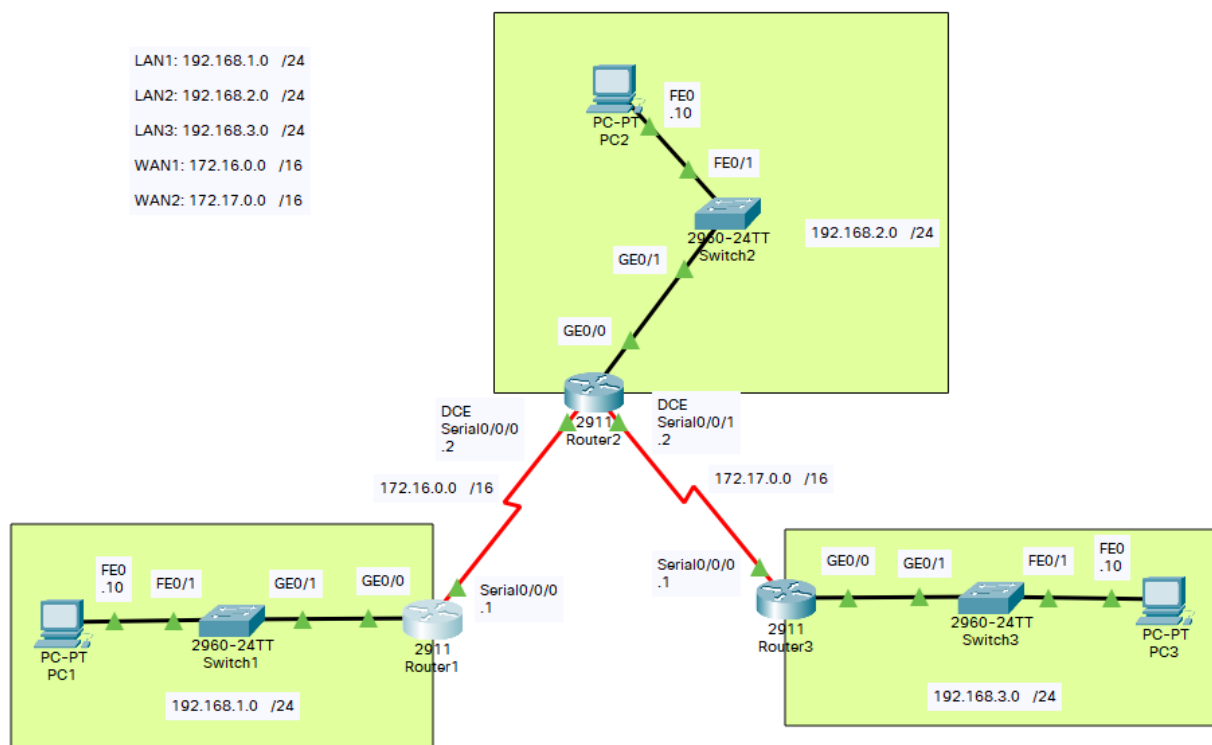 LAN1: 192.168.1.0 /24
LAN2: 192.168.2.0 /24
LAN3: 192.168.3.0 /24
WAN1: 172.16.0.0 /16
WAN2: 172.17.0.0 /16
FE0
.10
PC-PT
PC2
FE0/1
2960-24TT
Switch2
192.168.2.0 /24
GE0/1
GE0/0
DCE
Serial0/0/0
.2
2911
Router2
DCE
Serial0/0/1
.2
172.16.0.0 /16
172.17.0.0 /16
FE0
.10
FE0/1
GE0/1
GE0/0
Serial0/0/0
.1
PC-PT
PC1
2960-24TT
Switch1
2911
Router1
192.168.1.0 /24
Serial0/0/0
.1
GE0/0
GE0/1
FE0/1
FE0
.10
2911
Router3
2960-24TT
Switch3
PC-PT
PC3
192.168.3.0 /24